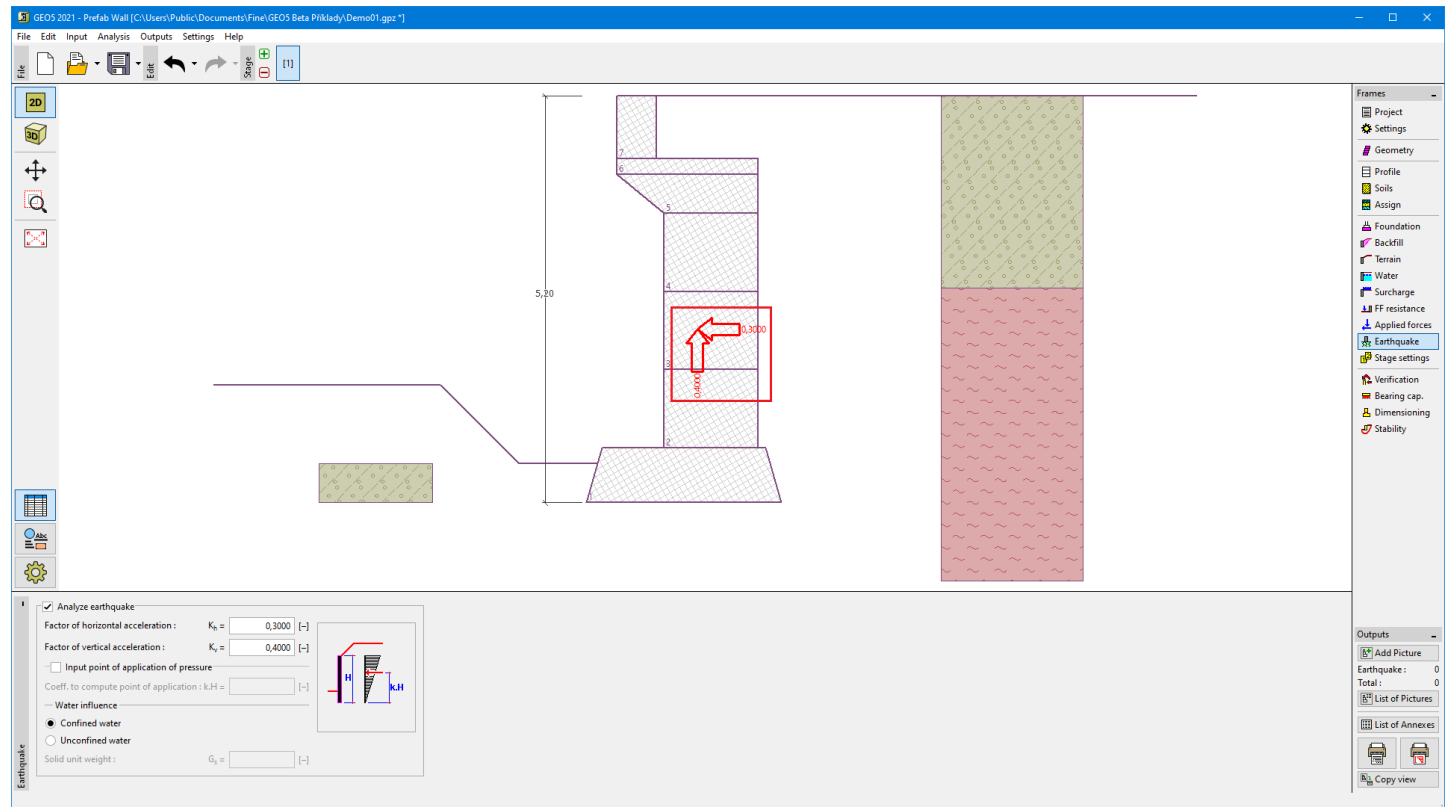 GEO5 2021 - Prefab Wall [C:\Users\Public\Documents\Fine\GEO5 Beta Příklady\Demo01.gpz *]
File Edit Input Analysis Outputs Settings Help
File
Edit
Stage
[1]
2D
3D
Abc
7
6
5
4
3
2
1
5,20
0,3000
0,4000
Frames
Project
Settings
Geometry
Profile
Soils
Assign
Foundation
Backfill
Terrain
Water
Surcharge
FF resistance
Applied forces
Earthquake
Stage settings
Verification
Bearing cap.
Dimensioning
Stability
Earthquake
Analyze earthquake
Factor of horizontal acceleration : Kh = 0,3000 [–]
Factor of vertical acceleration : Kv = 0,4000 [–]
Input point of application of pressure
Coeff. to compute point of application : k.H = [–]
Water influence
Confined water
Unconfined water
Solid unit weight : Gs = [–]
H
k.H
Outputs
Add Picture
Earthquake : 0
Total : 0
List of Pictures
List of Annexes
Copy view